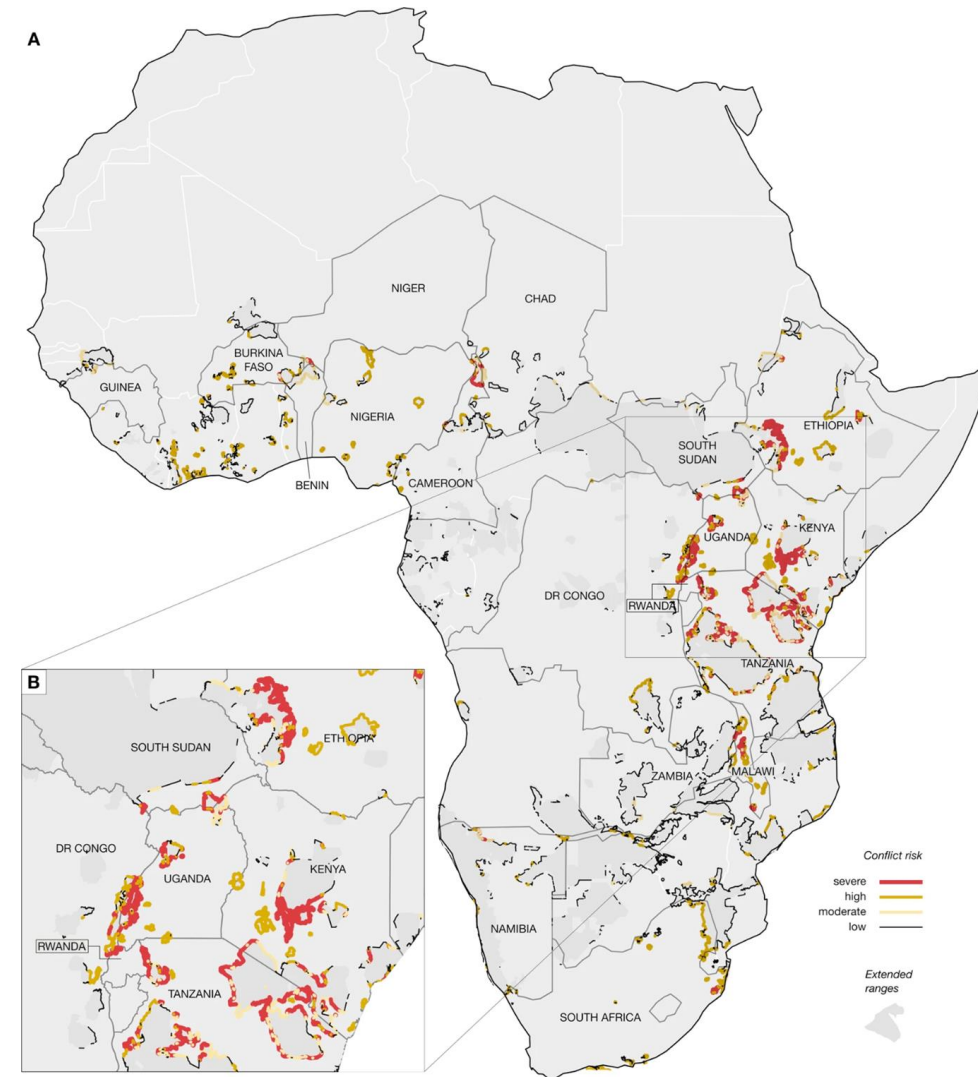 A
NIGER
CHAD
BURKINA
FASO
GUINEA
NIGERIA
ETHIOPIA
SOUTH
SUDAN
BENIN
CAMEROON
UGANDA
KENYA
DR CONGO
RWANDA
TANZANIA
B
SOUTH SUDAN
ETHIOPIA
DR CONGO
UGANDA
KENYA
RWANDA
TANZANIA
ZAMBIA
MALAWI
NAMIBIA
SOUTH AFRICA
Conflict risk
severe
high
moderate
low
Extended
ranges